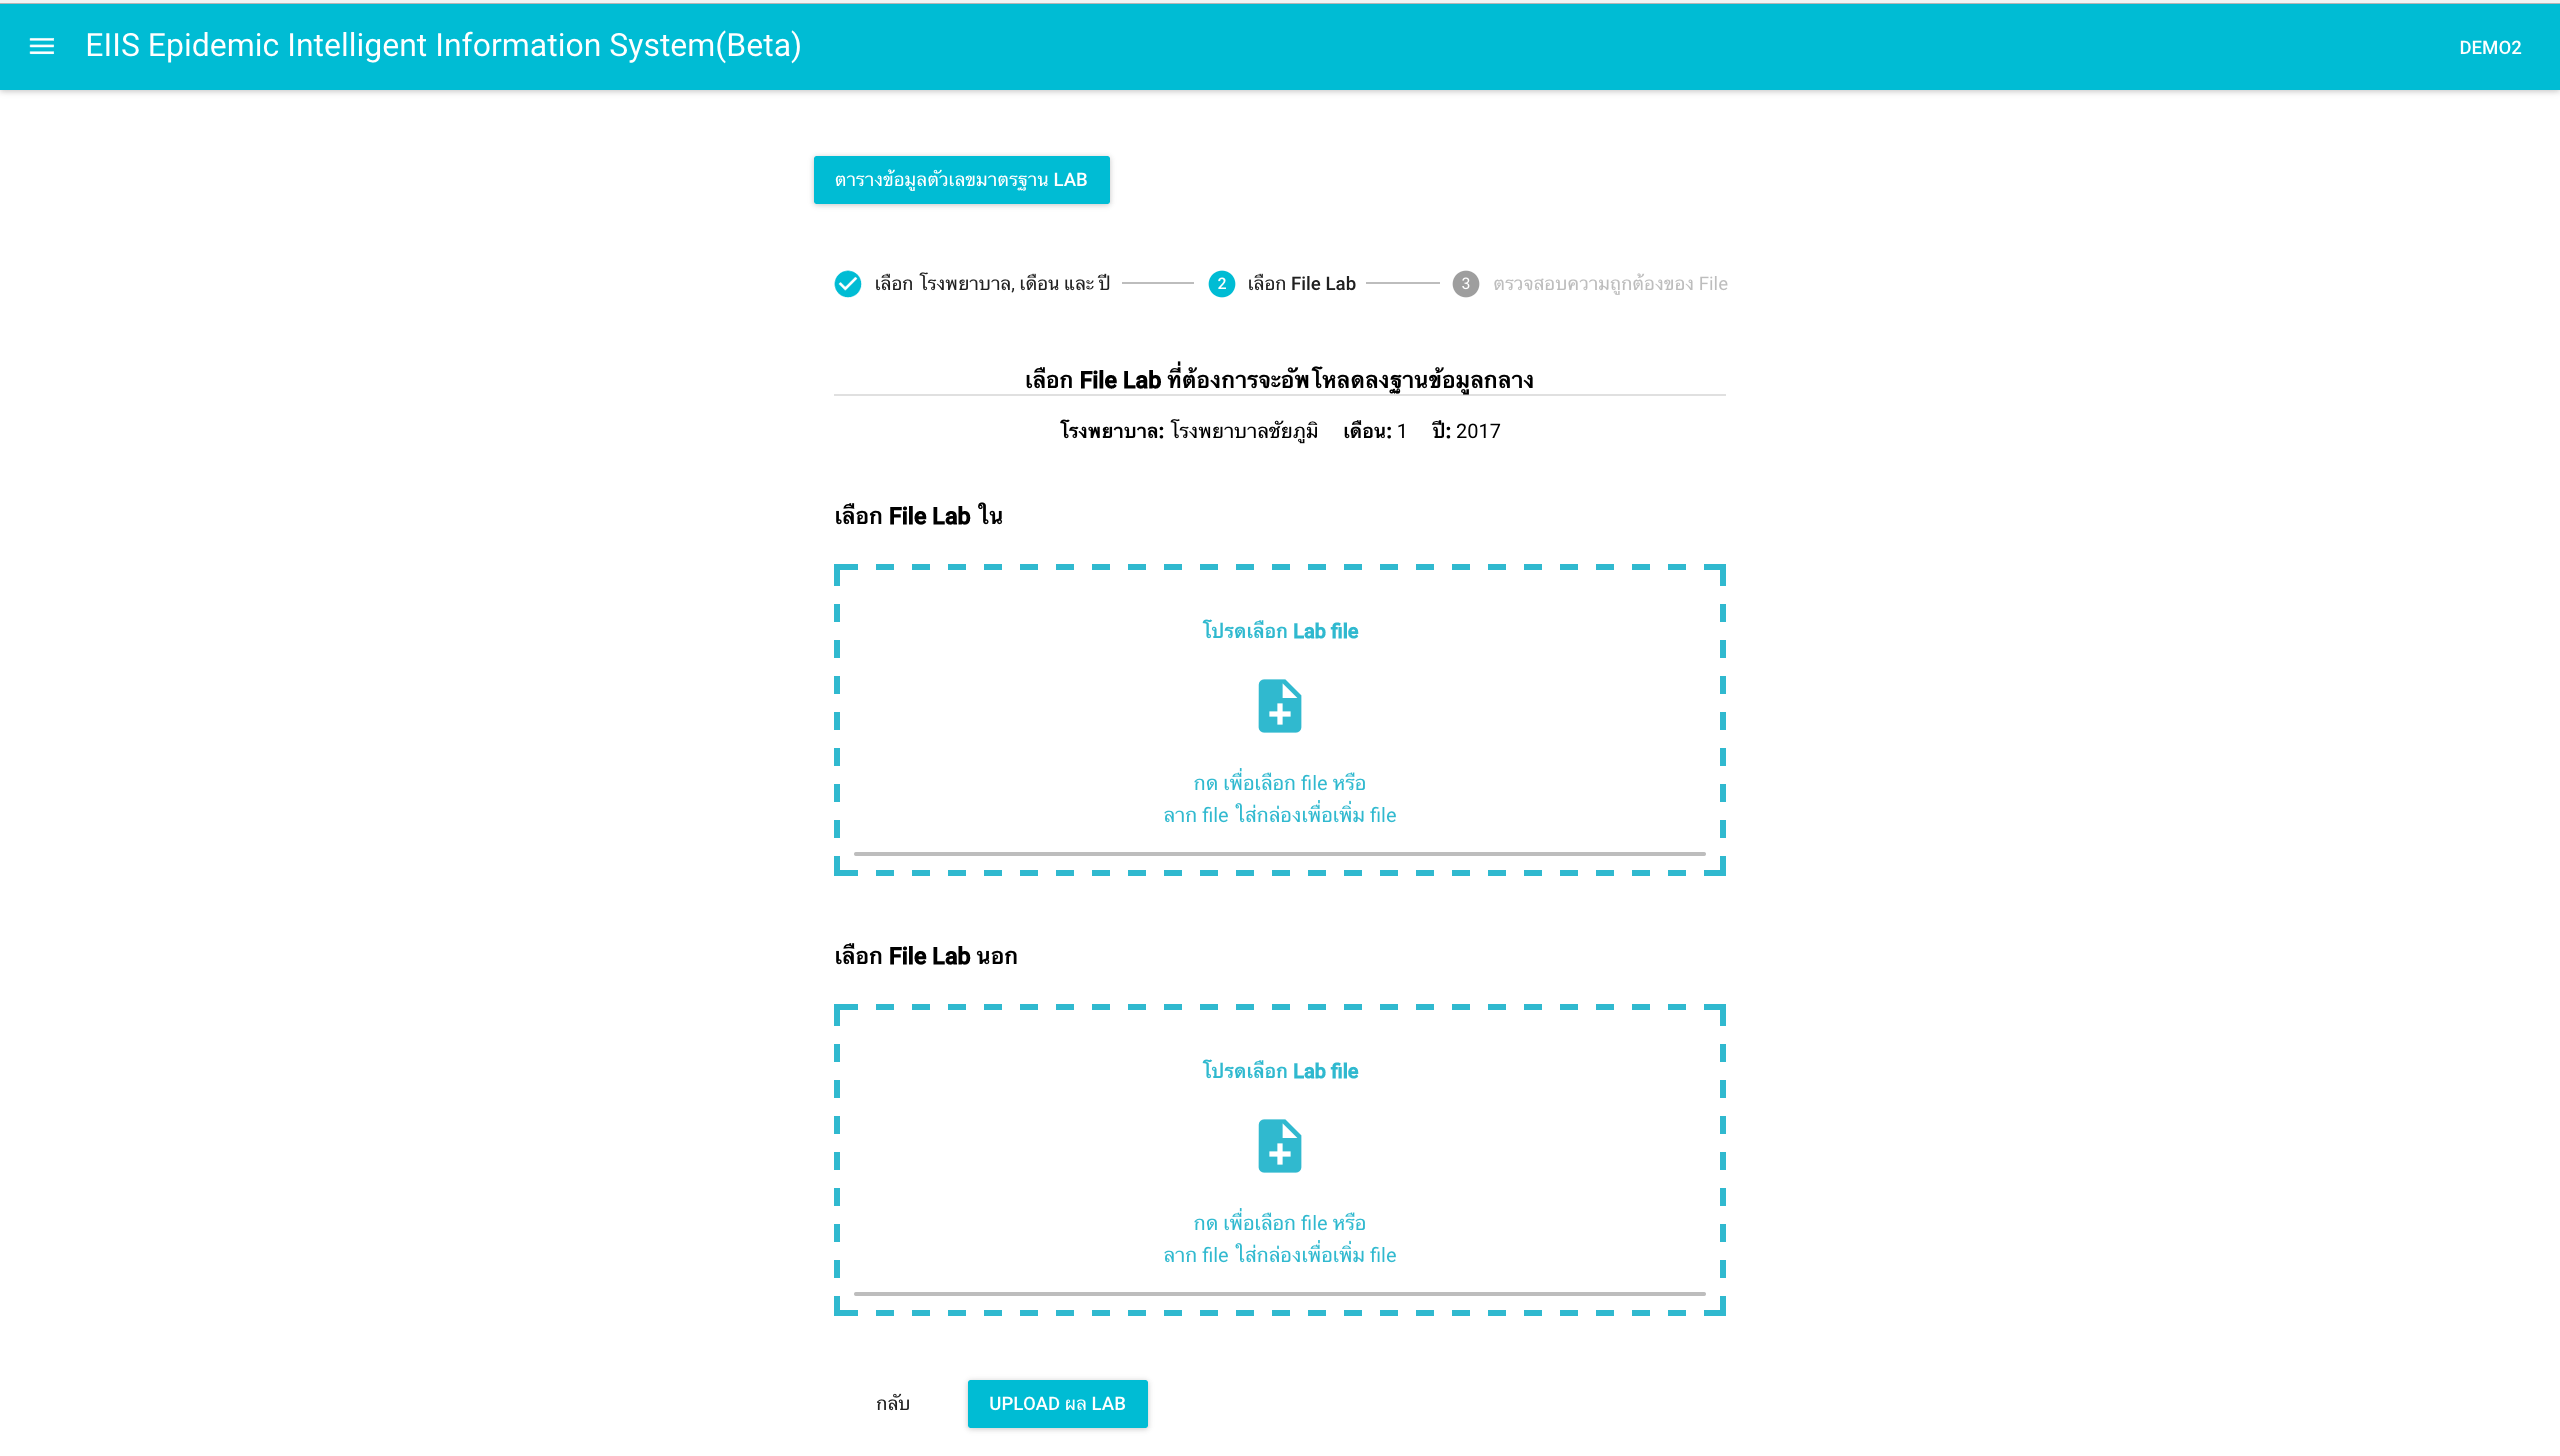 EIIS Epidemic Intelligent Information System(Beta)
DEMO2
ตารางข้อมูลตัวเลขมาตรฐาน LAB
เลือก โรงพยาบาล, เดือน และ ปี
2 เลือก File Lab
3 ตรวจสอบความถูกต้องของ File
เลือก File Lab ที่ต้องการจะอัพโหลดลงฐานข้อมูลกลาง
โรงพยาบาล: โรงพยาบาลชัยภูมิ เดือน: 1 ปี: 2017
เลือก File Lab ใน
โปรดเลือก Lab file
กด เพื่อเลือก file หรือ
ลาก file ใส่กล่องเพื่อเพิ่ม file
เลือก File Lab นอก
โปรดเลือก Lab file
กด เพื่อเลือก file หรือ
ลาก file ใส่กล่องเพื่อเพิ่ม file
กลับ
UPLOAD ผล LAB